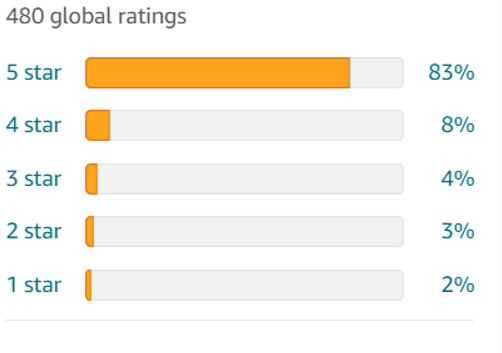 480 global ratings
5 star 83%
4 star 8%
3 star 4%
2 star 3%
1 star 2%